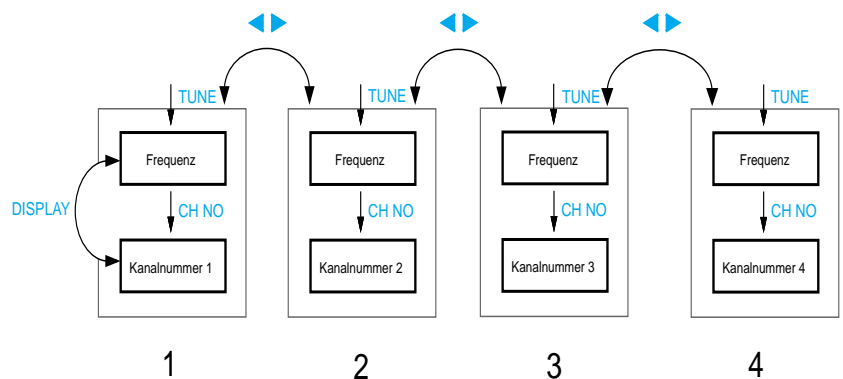 TUNE TUNE TUNE TUNE
Frequenz Frequenz Frequenz Frequenz
DISPLAY CH NO CH NO CH NO CH NO
Kanalnummer 1 Kanalnummer 2 Kanalnummer 3 Kanalnummer 4
1 2 3 4